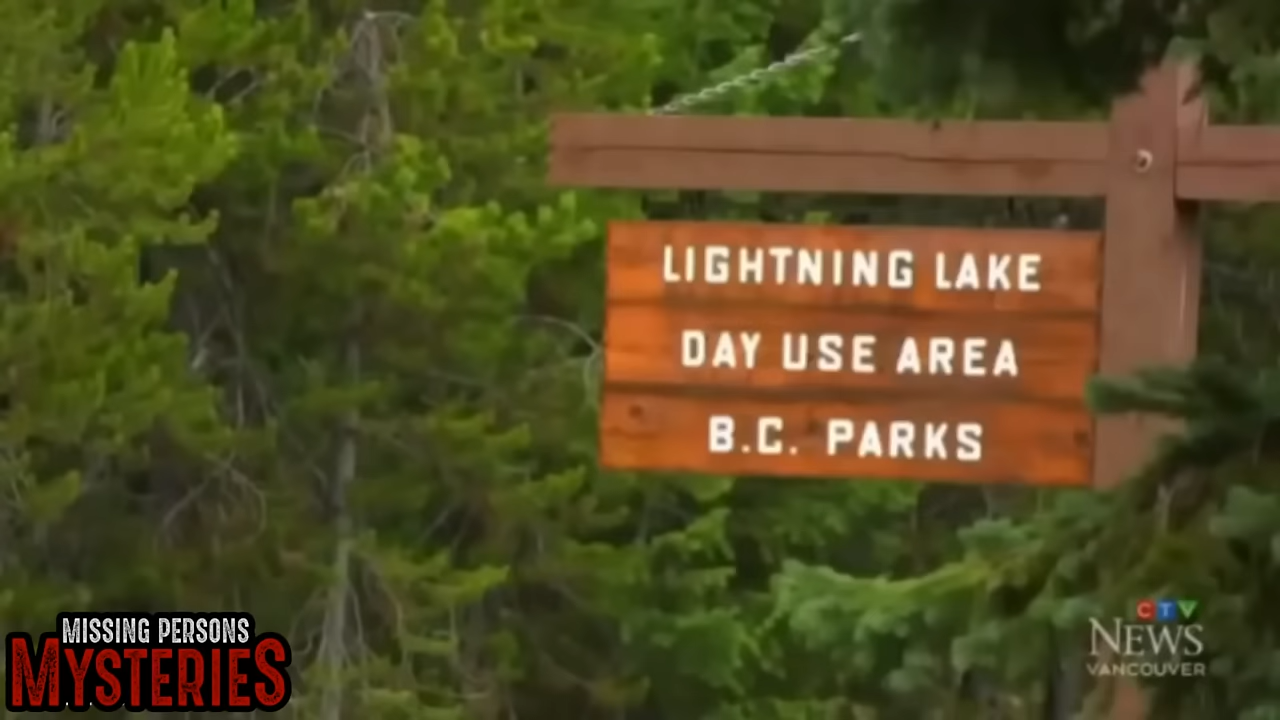 LIGHTNING LAKE
DAY USE AREA
B.C. PARKS
MISSING PERSONS
MYSTERIES
CTV
NEWS
VANCOUVER